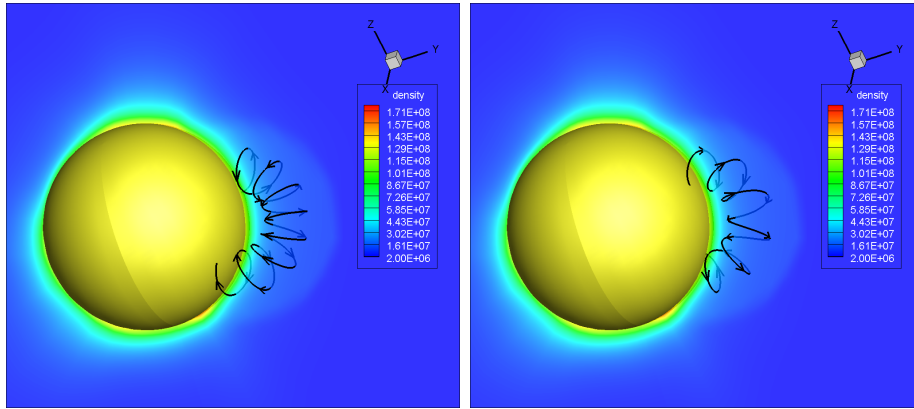 Z
Y
X
density
1.71E+08
1.57E+08
1.43E+08
1.29E+08
1.15E+08
1.01E+08
8.67E+07
7.26E+07
5.85E+07
4.43E+07
3.02E+07
1.61E+07
2.00E+06
Z
Y
X
density
1.71E+08
1.57E+08
1.43E+08
1.29E+08
1.15E+08
1.01E+08
8.67E+07
7.26E+07
5.85E+07
4.43E+07
3.02E+07
1.61E+07
2.00E+06